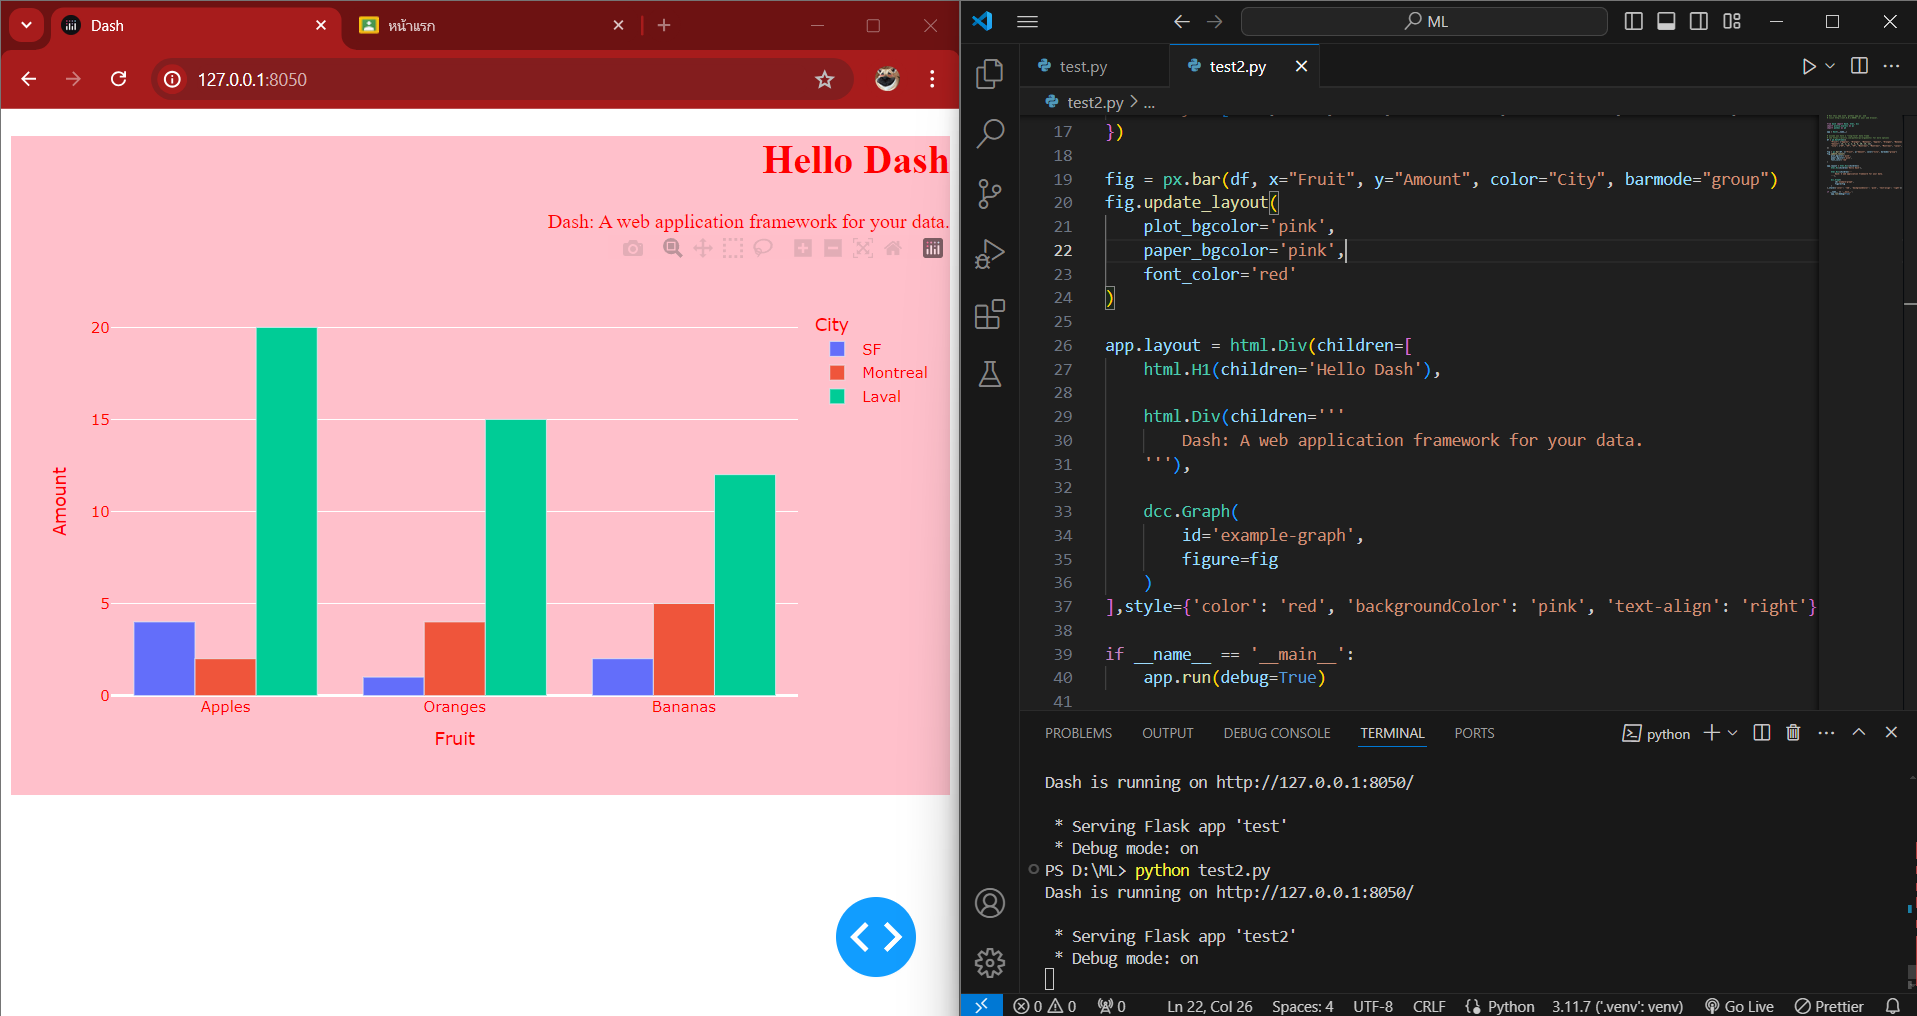 Dash
หน้าแรก
127.0.0.1:8050
Hello Dash
Dash: A web application framework for your data.
City
SF
Montreal
Laval
20
15
10
5
0
Amount
Apples
Oranges
Bananas
Fruit
ML
test.py
test2.py
test2.py > ...
17 })
18
19 fig = px.bar(df, x="Fruit", y="Amount", color="City", barmode="group")
20 fig.update_layout(
21 plot_bgcolor='pink',
22 paper_bgcolor='pink',
23 font_color='red'
24 )
25
26 app.layout = html.Div(children=[
27 html.H1(children='Hello Dash'),
28
29 html.Div(children='''
30 Dash: A web application framework for your data.
31 '''),
32
33 dcc.Graph(
34 id='example-graph',
35 figure=fig
36 )
37 ],style={'color': 'red', 'backgroundColor': 'pink', 'text-align': 'right'}
38
39 if __name__ == '__main__':
40 app.run(debug=True)
41
PROBLEMS OUTPUT DEBUG CONSOLE TERMINAL PORTS
python
Dash is running on http://127.0.0.1:8050/
* Serving Flask app 'test'
* Debug mode: on
PS D:\ML> python test2.py
Dash is running on http://127.0.0.1:8050/
* Serving Flask app 'test2'
* Debug mode: on
0 0 0 Ln 22, Col 26 Spaces: 4 UTF-8 CRLF {} Python 3.11.7 ('.venv': venv) Go Live Prettier